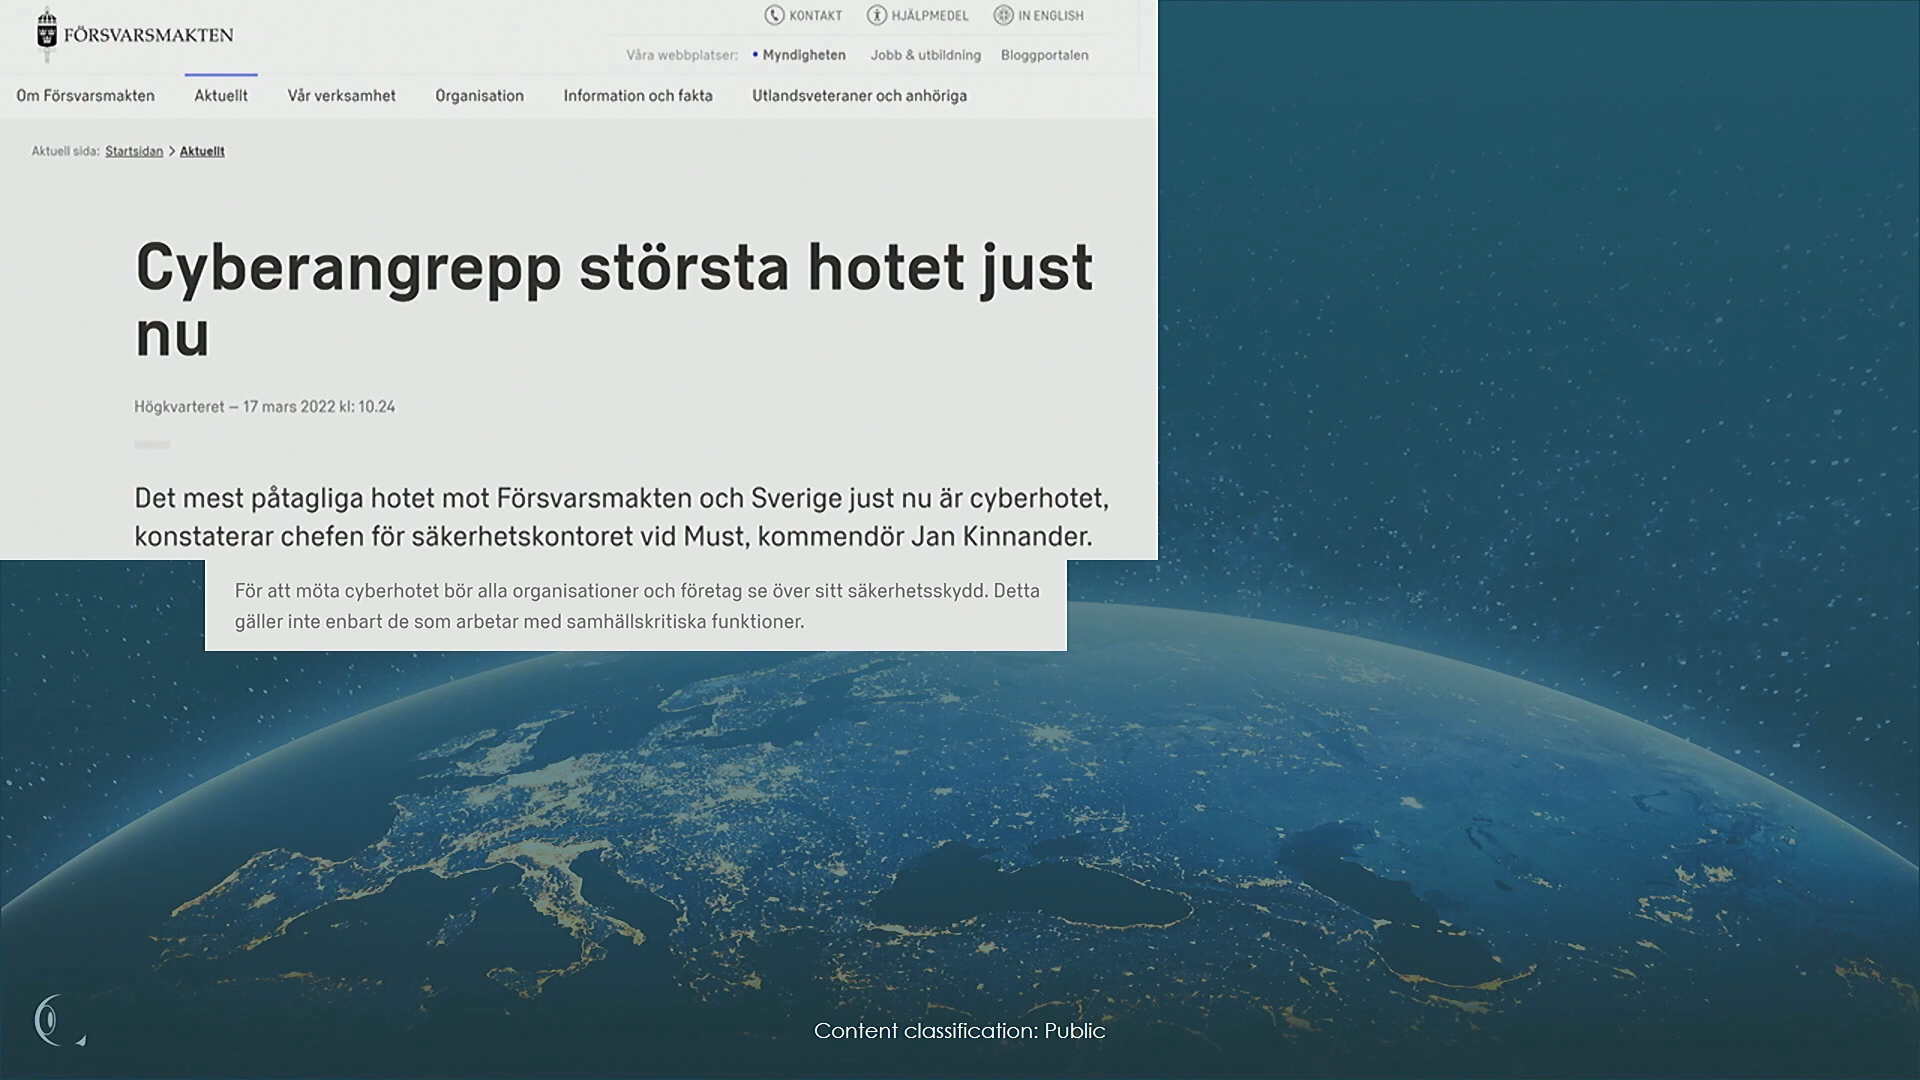 FÖRSVARSMAKTEN
KONTAKT HJÄLPMEDEL IN ENGLISH
Våra webbplatser: • Myndigheten Jobb & utbildning Bloggportalen
Om Försvarsmakten Aktuellt Vår verksamhet Organisation Information och fakta Utlandsveteraner och anhöriga
Aktuell sida: Startsidan > Aktuellt
Cyberangrepp största hotet just
nu
Högkvarteret – 17 mars 2022 kl: 10.24
Det mest påtagliga hotet mot Försvarsmakten och Sverige just nu är cyberhotet,
konstaterar chefen för säkerhetskontoret vid Must, kommendör Jan Kinnander.
För att möta cyberhotet bör alla organisationer och företag se över sitt säkerhetsskydd. Detta
gäller inte enbart de som arbetar med samhällskritiska funktioner.
Content classification: Public